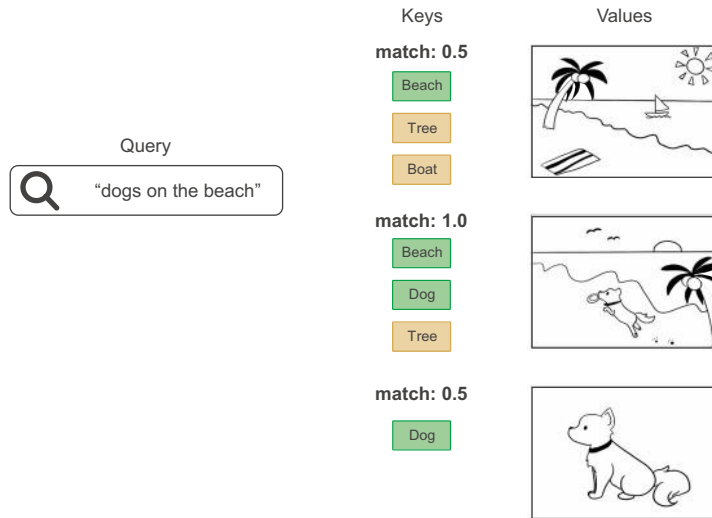 Keys
Values
match: 0.5
Beach
Tree
Boat
Query
“dogs on the beach”
match: 1.0
Beach
Dog
Tree
match: 0.5
Dog